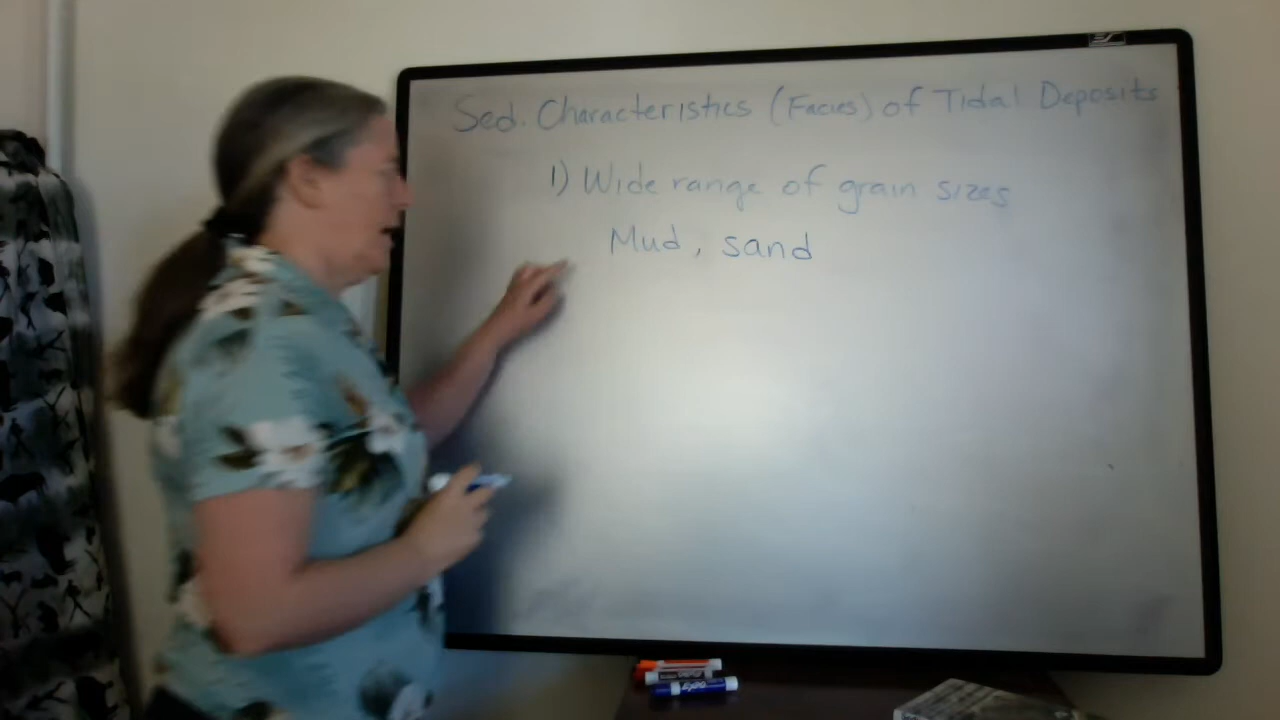 Sed. Characteristics (Facies) of Tidal Deposits
1) Wide range of grain sizes
Mud, sand